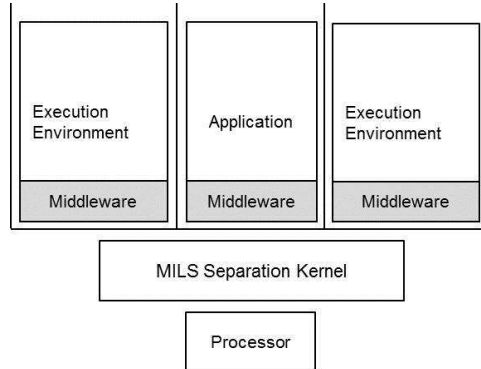 Execution
Environment
Application
Execution
Environment
Middleware
Middleware
Middleware
MILS Separation Kernel
Processor